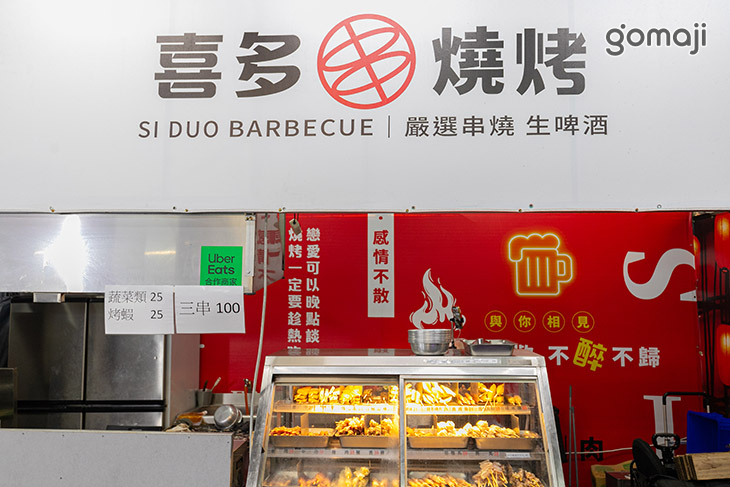 喜多 燒烤
gomaji
SI DUO BARBECUE | 嚴選串燒 生啤酒
Uber
Eats
合作商家
蔬菜類 25
烤蝦 25
三串 100
戀愛可以晚點談
燒烤一定要趁熱
感情不散
與你相見
不醉不歸
S
肉